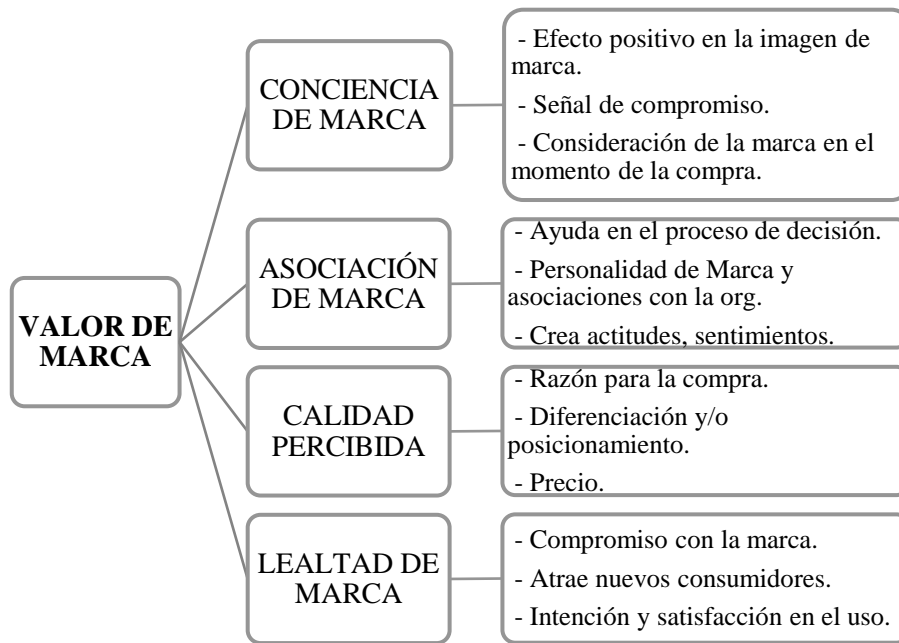 VALOR DE
MARCA
CONCIENCIA
DE MARCA
- Efecto positivo en la imagen de
marca.
- Señal de compromiso.
- Consideración de la marca en el
momento de la compra.
ASOCIACIÓN
DE MARCA
- Ayuda en el proceso de decisión.
- Personalidad de Marca y
asociaciones con la org.
- Crea actitudes, sentimientos.
CALIDAD
PERCIBIDA
- Razón para la compra.
- Diferenciación y/o
posicionamiento.
- Precio.
LEALTAD DE
MARCA
- Compromiso con la marca.
- Atrae nuevos consumidores.
- Intención y satisfacción en el uso.